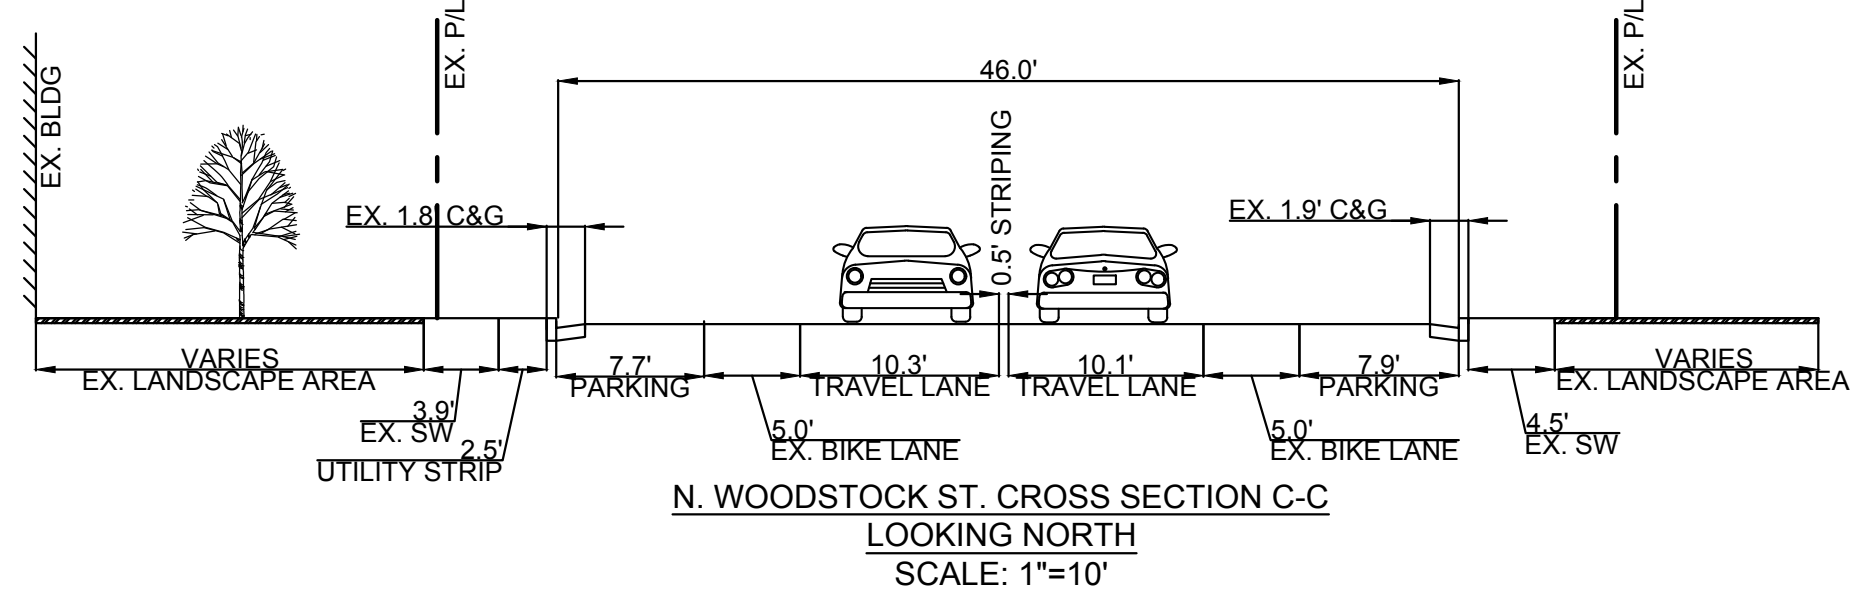 EX. BLDG
EX. P/L
EX. P/L
46.0'
0.5' STRIPING
EX. 1.8' C&G
EX. 1.9' C&G
VARIES
EX. LANDSCAPE AREA
3.9'
EX. SW
2.5'
UTILITY STRIP
7.7'
PARKING
5.0'
EX. BIKE LANE
10.3'
TRAVEL LANE
10.1'
TRAVEL LANE
5.0'
EX. BIKE LANE
7.9'
PARKING
4.5'
EX. SW
VARIES
EX. LANDSCAPE AREA
N. WOODSTOCK ST. CROSS SECTION C-C
LOOKING NORTH
SCALE: 1"=10'